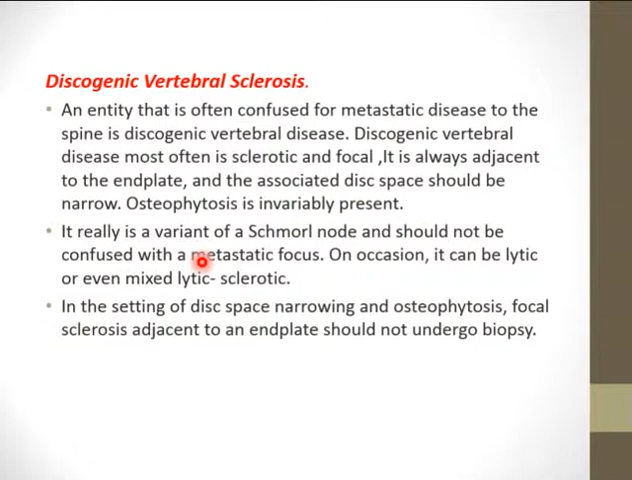 Discogenic Vertebral Sclerosis.
• An entity that is often confused for metastatic disease to the
spine is discogenic vertebral disease. Discogenic vertebral
disease most often is sclerotic and focal ,It is always adjacent
to the endplate, and the associated disc space should be
narrow. Osteophytosis is invariably present.
• It really is a variant of a Schmorl node and should not be
confused with a metastatic focus. On occasion, it can be lytic
or even mixed lytic- sclerotic.
• In the setting of disc space narrowing and osteophytosis, focal
sclerosis adjacent to an endplate should not undergo biopsy.